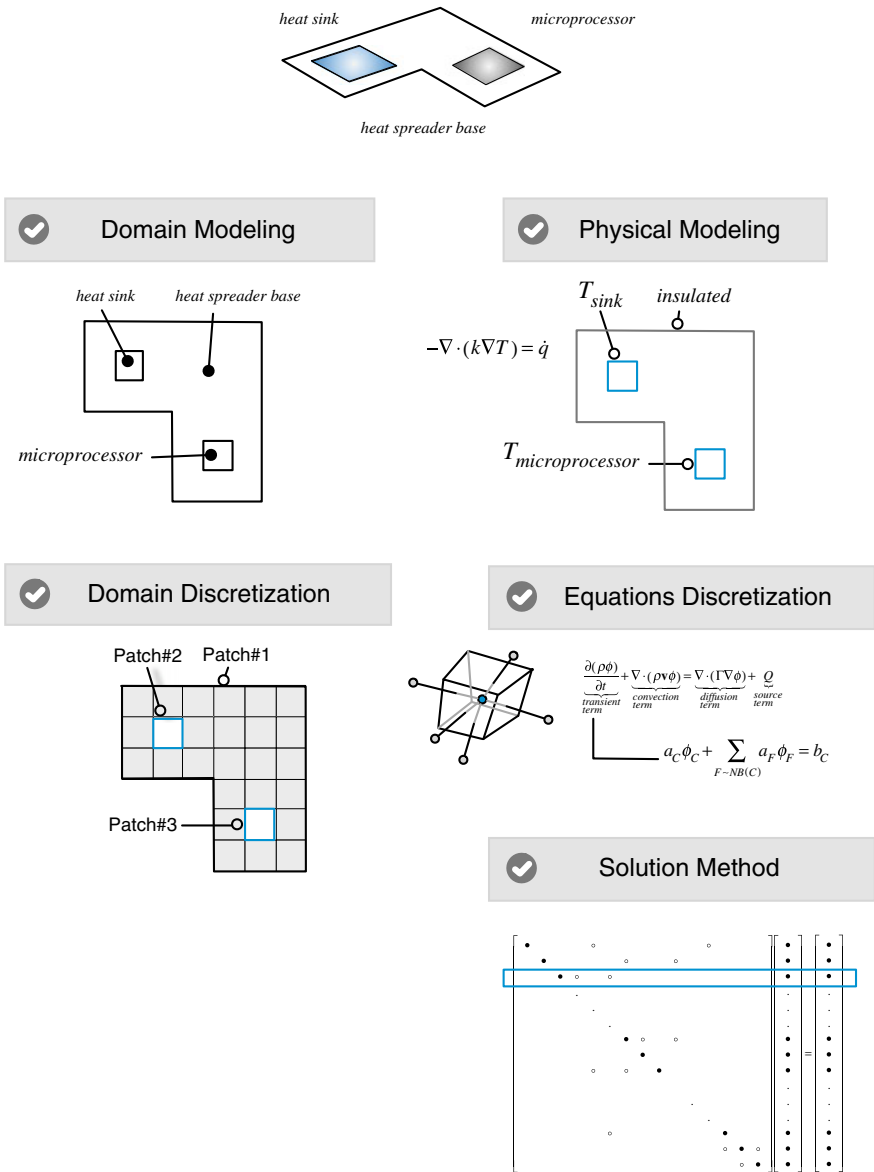 heat sink
microprocessor
heat spreader base
Domain Modeling
Physical Modeling
heat sink
heat spreader base
microprocessor
T_sink
insulated
−∇·(k∇T) = q̇
T_microprocessor
Domain Discretization
Equations Discretization
Patch#2
Patch#1
Patch#3
∂(ρϕ)/∂t + ∇·(ρvϕ) = ∇·(Γ∇ϕ) + Q
transient term
convection term
diffusion term
source term
a_C ϕ_C + ∑_{F~NB(C)} a_F ϕ_F = b_C
Solution Method
=